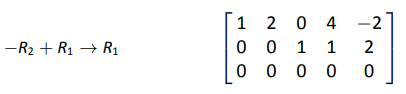 −R₂ + R₁ → R₁
1 2 0 4 −2
0 0 1 1 2
0 0 0 0 0